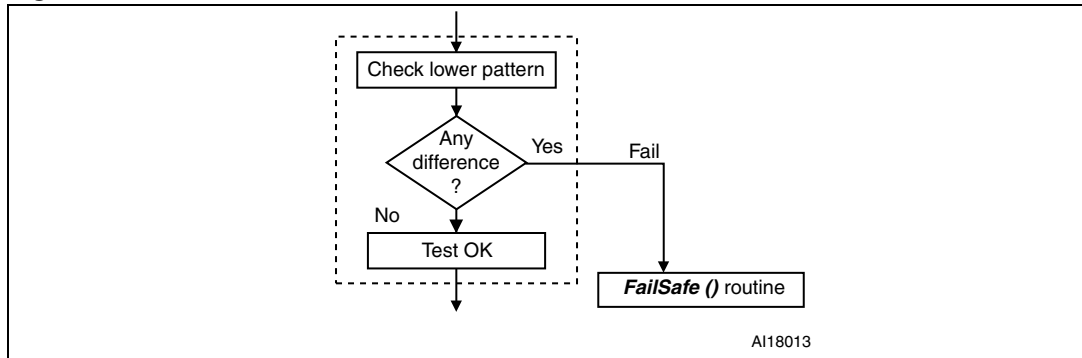 Check lower pattern
Any
difference
?
Yes
Fail
No
Test OK
FailSafe () routine
AI18013